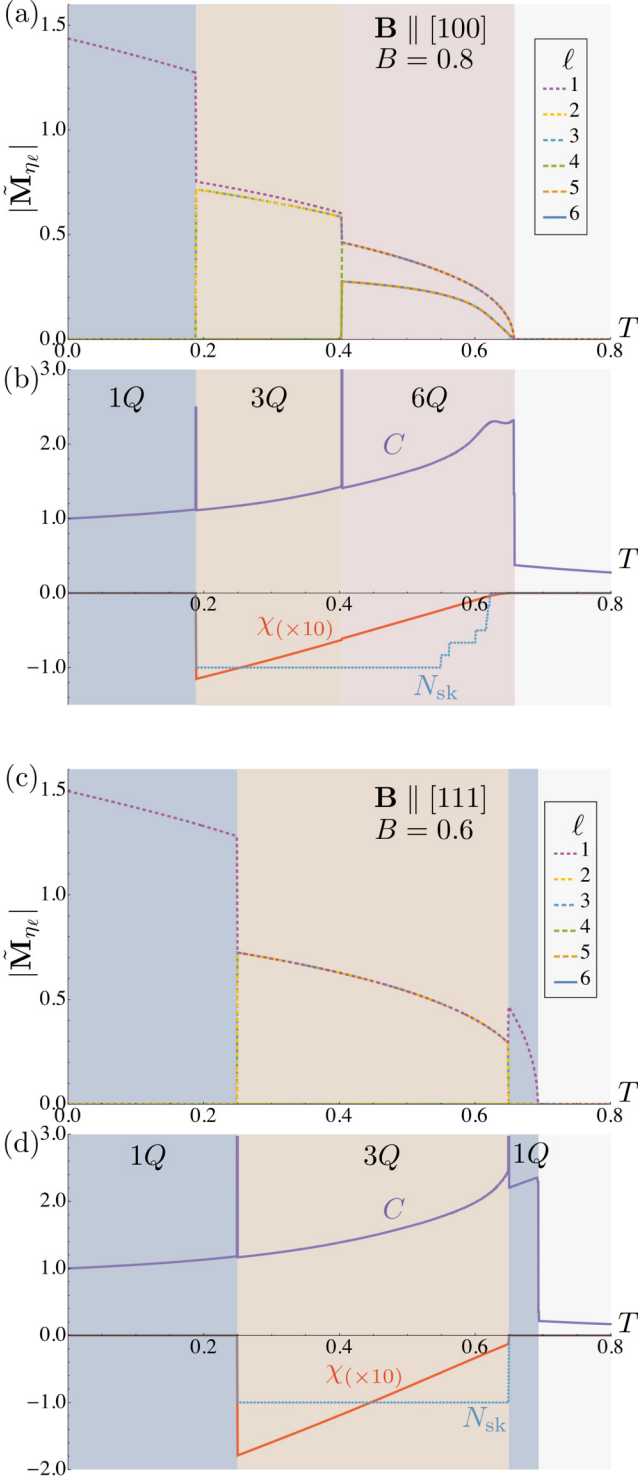 (a)
B ∥ [100]
B = 0.8
ℓ
1
2
3
4
5
6
|M̃ηℓ|
1.5
1.0
0.5
0.0
0.0 0.2 0.4 0.6 0.8
T
(b)
3.0
2.0
1.0
0.0
−1.0
1Q 3Q 6Q
C
T
0.2 0.4 0.6 0.8
χ(×10)
Nsk
(c)
B ∥ [111]
B = 0.6
ℓ
1
2
3
4
5
6
|M̃ηℓ|
1.5
1.0
0.5
0.0
0.0 0.2 0.4 0.6 0.8
T
(d)
3.0
2.0
1.0
0.0
−1.0
−2.0
1Q 3Q 1Q
C
T
0.2 0.4 0.6 0.8
χ(×10)
Nsk